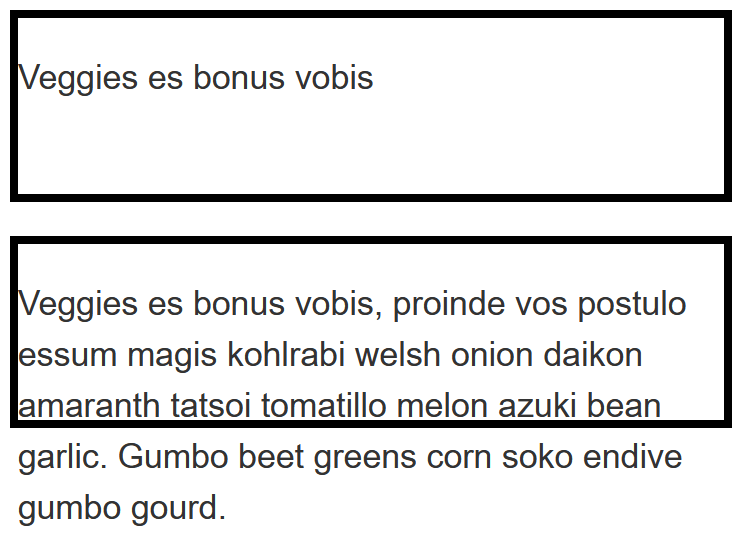 Veggies es bonus vobis
Veggies es bonus vobis, proinde vos postulo
essum magis kohlrabi welsh onion daikon
amaranth tatsoi tomatillo melon azuki bean
garlic. Gumbo beet greens corn soko endive
gumbo gourd.